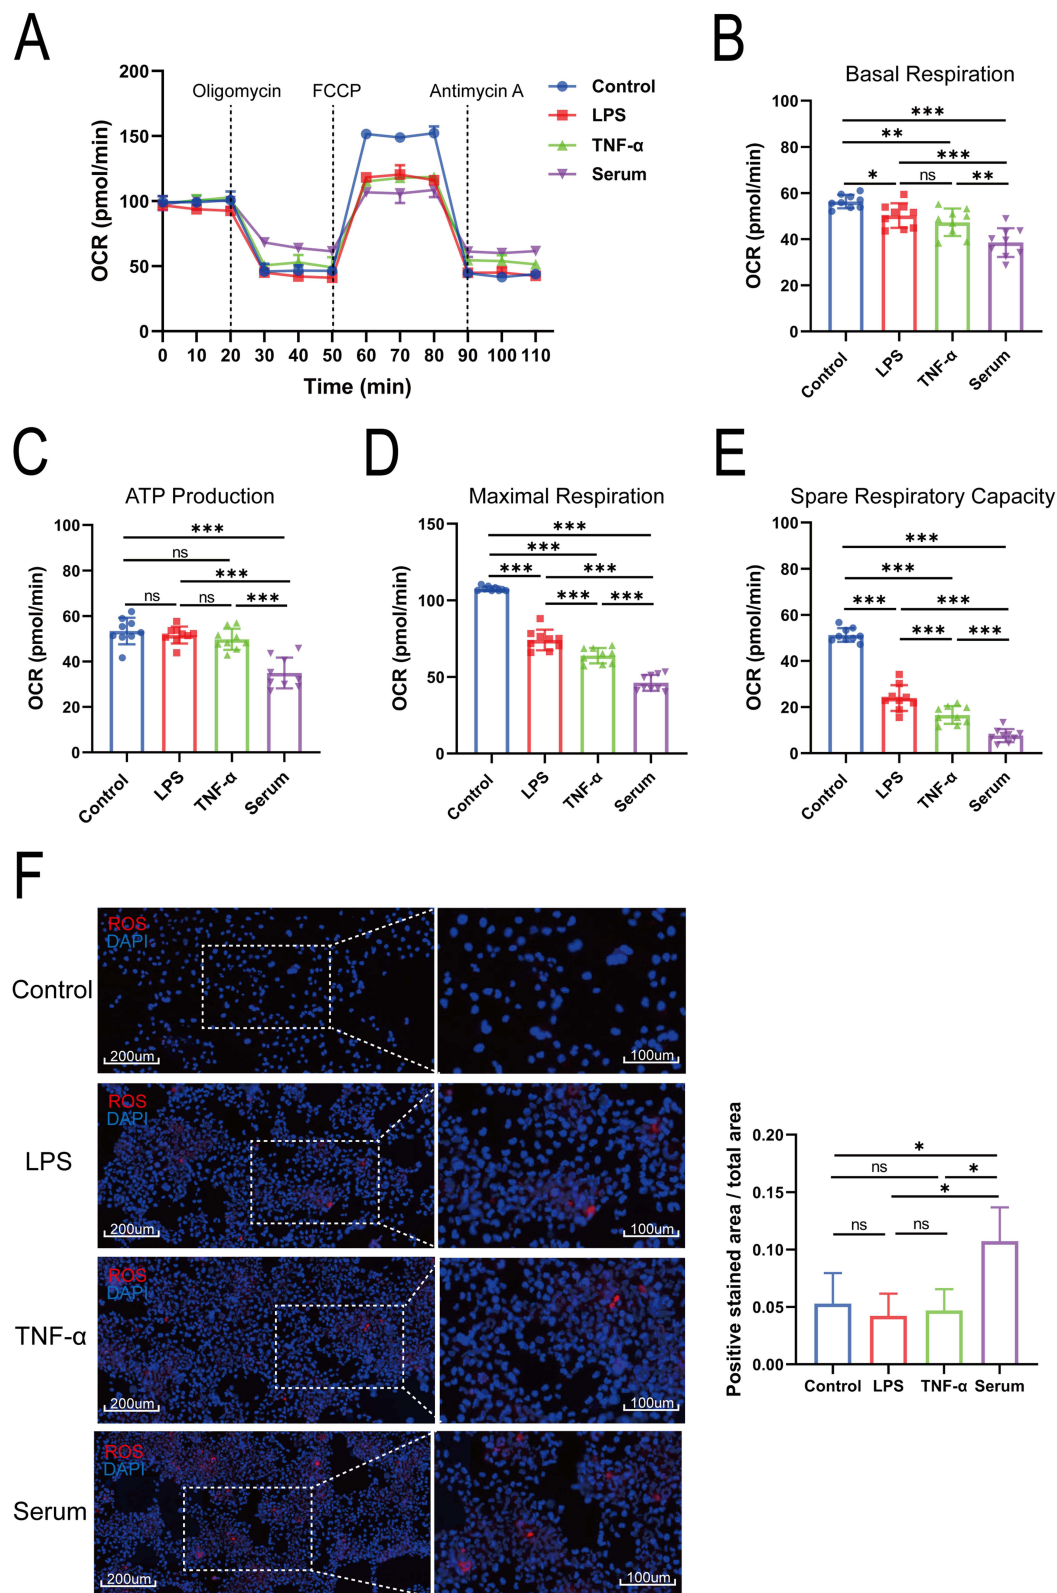 A
200
150
100
50
0
OCR (pmol/min)
Oligomycin
FCCP
Antimycin A
0 10 20 30 40 50 60 70 80 90 100 110
Time (min)
Control
LPS
TNF-α
Serum
B
Basal Respiration
100
80
60
40
20
0
OCR (pmol/min)
***
**
***
* ns **
Control LPS TNF-α Serum
C
ATP Production
100
80
60
40
20
0
OCR (pmol/min)
***
ns
***
ns ns ***
Control LPS TNF-α Serum
D
Maximal Respiration
150
100
50
0
OCR (pmol/min)
***
***
*** ***
*** ***
Control LPS TNF-α Serum
E
Spare Respiratory Capacity
100
80
60
40
20
0
OCR (pmol/min)
***
***
*** ***
*** ***
Control LPS TNF-α Serum
F
Control
ROS
DAPI
200um
100um
LPS
ROS
DAPI
200um
100um
TNF-α
ROS
DAPI
200um
100um
Serum
ROS
DAPI
200um
100um
Positive stained area / total area
0.20
0.15
0.10
0.05
0.00
*
ns *
*
ns ns
Control LPS TNF-α Serum